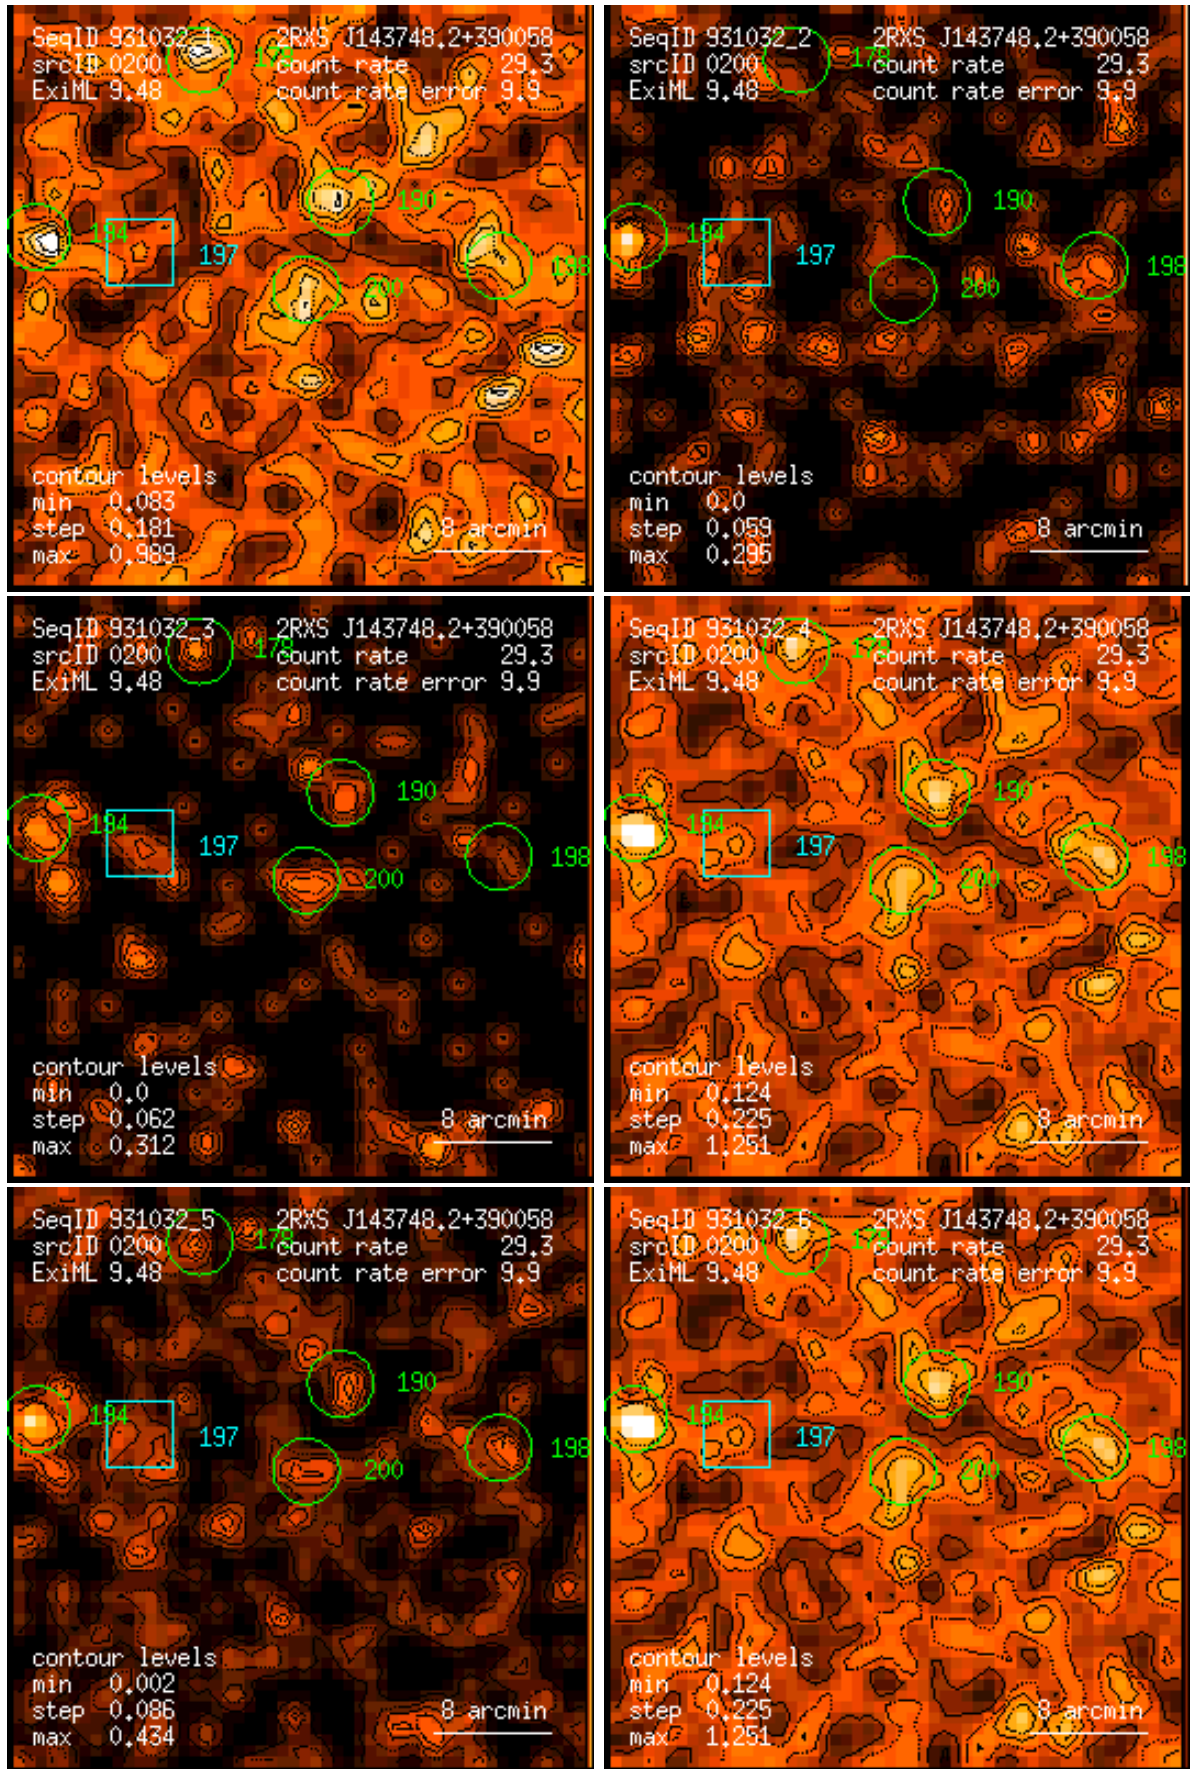 SeqID 931032_1 2RXS J143748.2+390058
srcID 0200 179 count rate 29.3
ExiML 9.48 count rate error 9.9
190
194
197
198
200
contour levels
min 0.083
step 0.181
max 0.989
8 arcmin
SeqID 931032_2 2RXS J143748.2+390058
srcID 0200 179 count rate 29.3
ExiML 9.48 count rate error 9.9
190
194
197
198
200
contour levels
min 0.0
step 0.059
max 0.295
8 arcmin
SeqID 931032_3 2RXS J143748.2+390058
srcID 0200 179 count rate 29.3
ExiML 9.48 count rate error 9.9
190
194
197
198
200
contour levels
min 0.0
step 0.062
max 0.312
8 arcmin
SeqID 931032_4 2RXS J143748.2+390058
srcID 0200 179 count rate 29.3
ExiML 9.48 count rate error 9.9
190
194
197
198
200
contour levels
min 0.124
step 0.225
max 1.251
8 arcmin
SeqID 931032_5 2RXS J143748.2+390058
srcID 0200 179 count rate 29.3
ExiML 9.48 count rate error 9.9
190
194
197
198
200
contour levels
min 0.002
step 0.086
max 0.434
8 arcmin
SeqID 931032_6 2RXS J143748.2+390058
srcID 0200 179 count rate 29.3
ExiML 9.48 count rate error 9.9
190
194
197
198
200
contour levels
min 0.124
step 0.225
max 1.251
8 arcmin